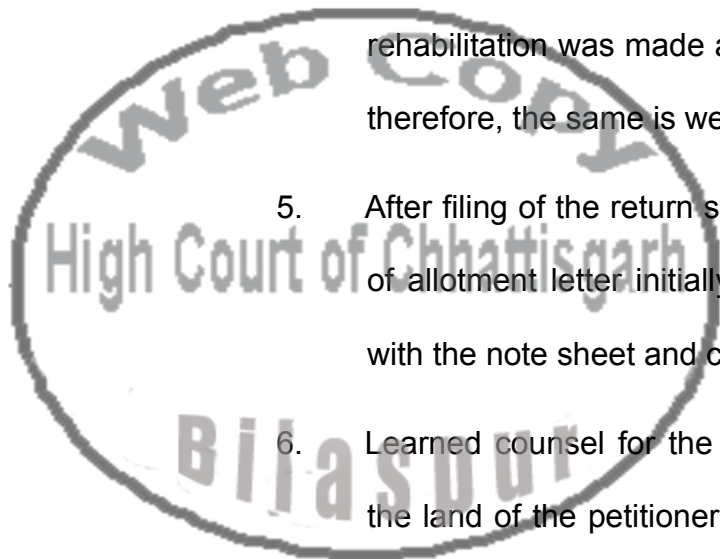 rehabilitation was made
therefore, the same is
5. After filing of the return
of allotment letter initially
with the note sheet and
6. Learned counsel for the
the land of the petitioner
Web Copy
High Court of Chhattisgarh
Bilaspur